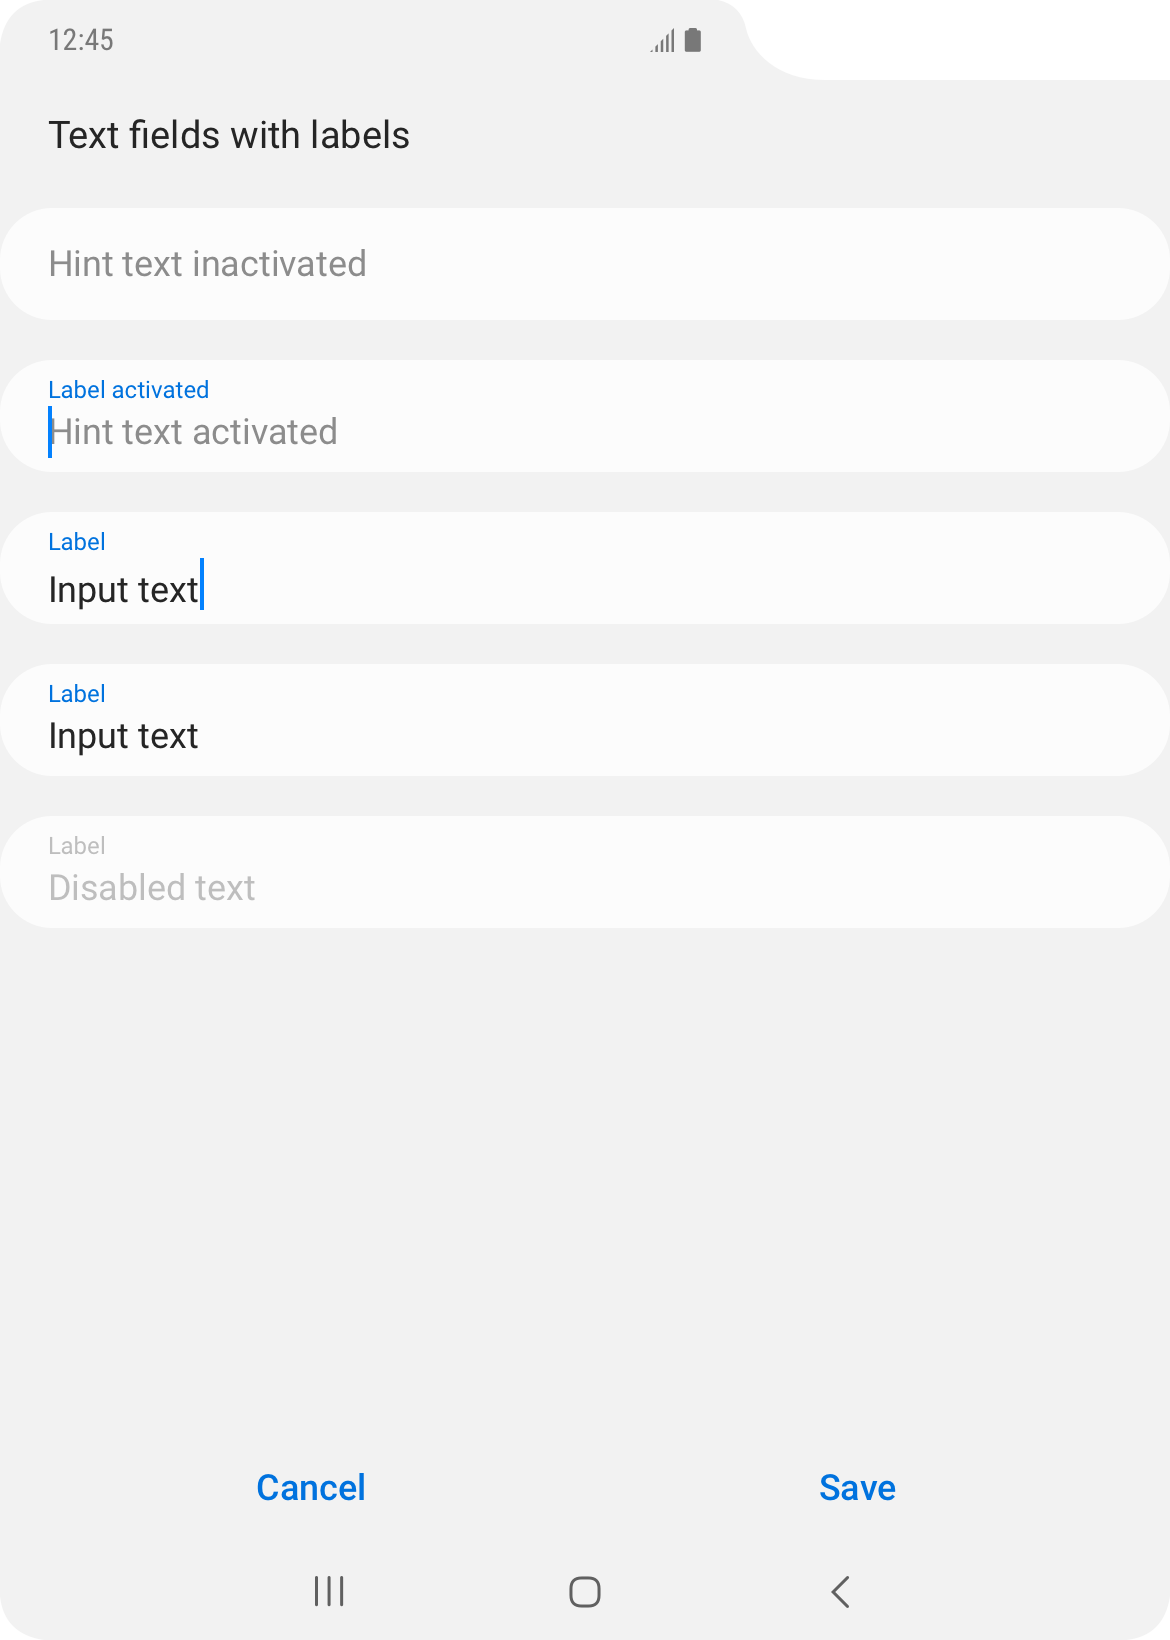 12:45
Text fields with labels
Hint text inactivated
Label activated
Hint text activated
Label
Input text
Label
Input text
Label
Disabled text
Cancel
Save